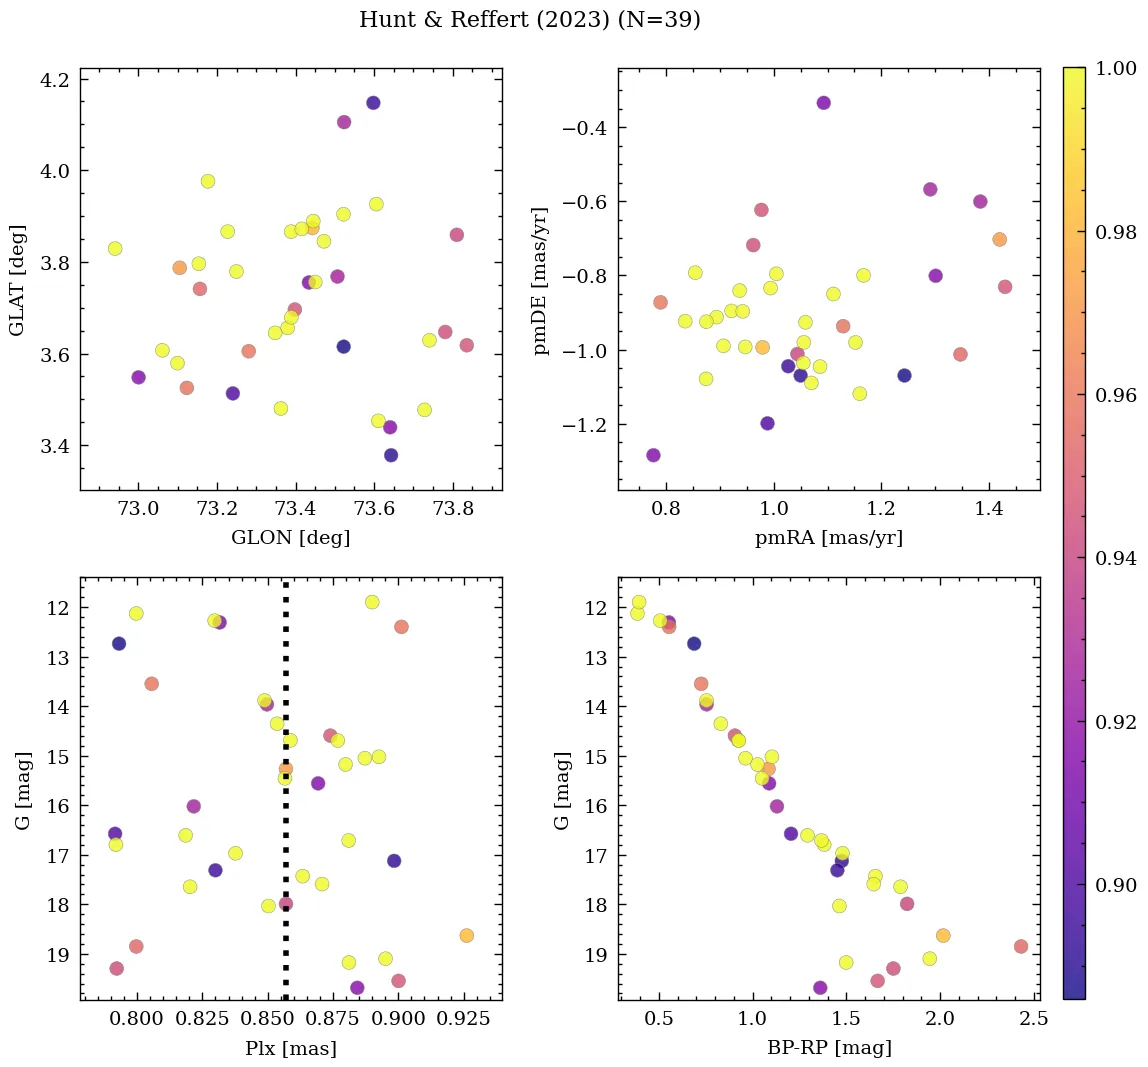 Hunt & Reffert (2023) (N=39)
4.2
4.0
3.8
3.6
3.4
GLAT [deg]
73.0 73.2 73.4 73.6 73.8
GLON [deg]
−0.4
−0.6
−0.8
−1.0
−1.2
pmDE [mas/yr]
0.8 1.0 1.2 1.4
pmRA [mas/yr]
1.00
0.98
0.96
0.94
0.92
0.90
12
13
14
15
16
17
18
19
G [mag]
0.800 0.825 0.850 0.875 0.900 0.925
Plx [mas]
12
13
14
15
16
17
18
19
G [mag]
0.5 1.0 1.5 2.0 2.5
BP-RP [mag]